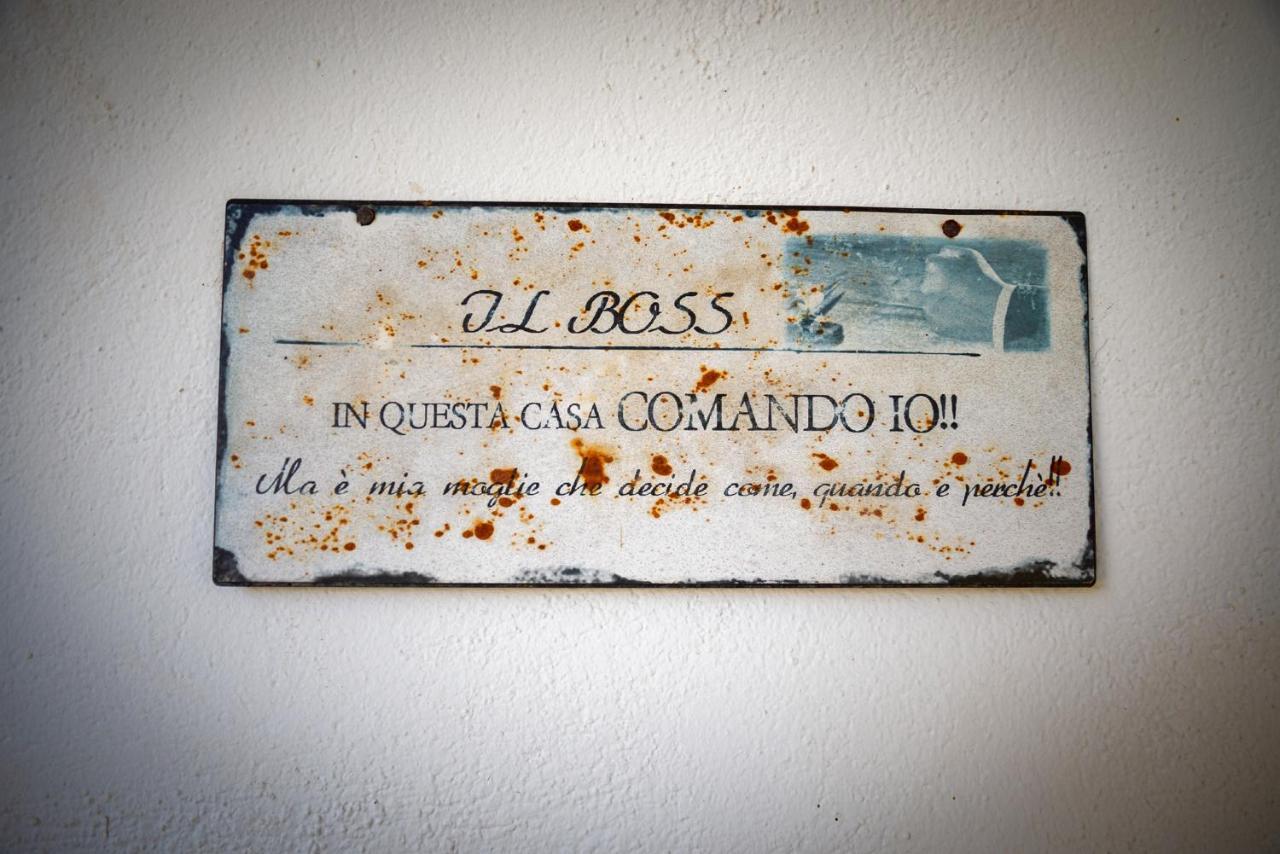 IL BOSS
IN QUESTA CASA COMANDO IO!!
Ma è mia moglie che decide come, quando e perchè!!